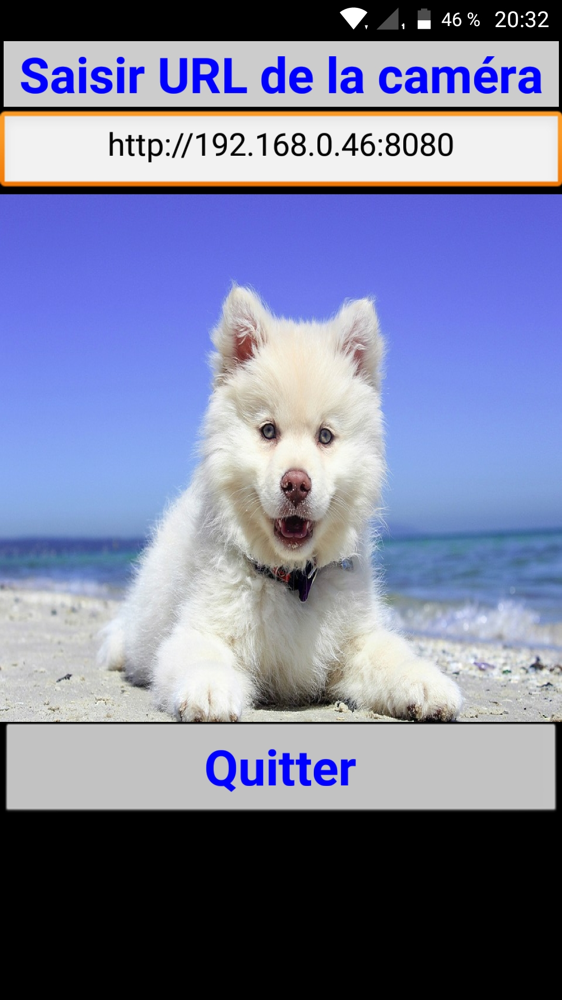 46 % 20:32
Saisir URL de la caméra
http://192.168.0.46:8080
Quitter